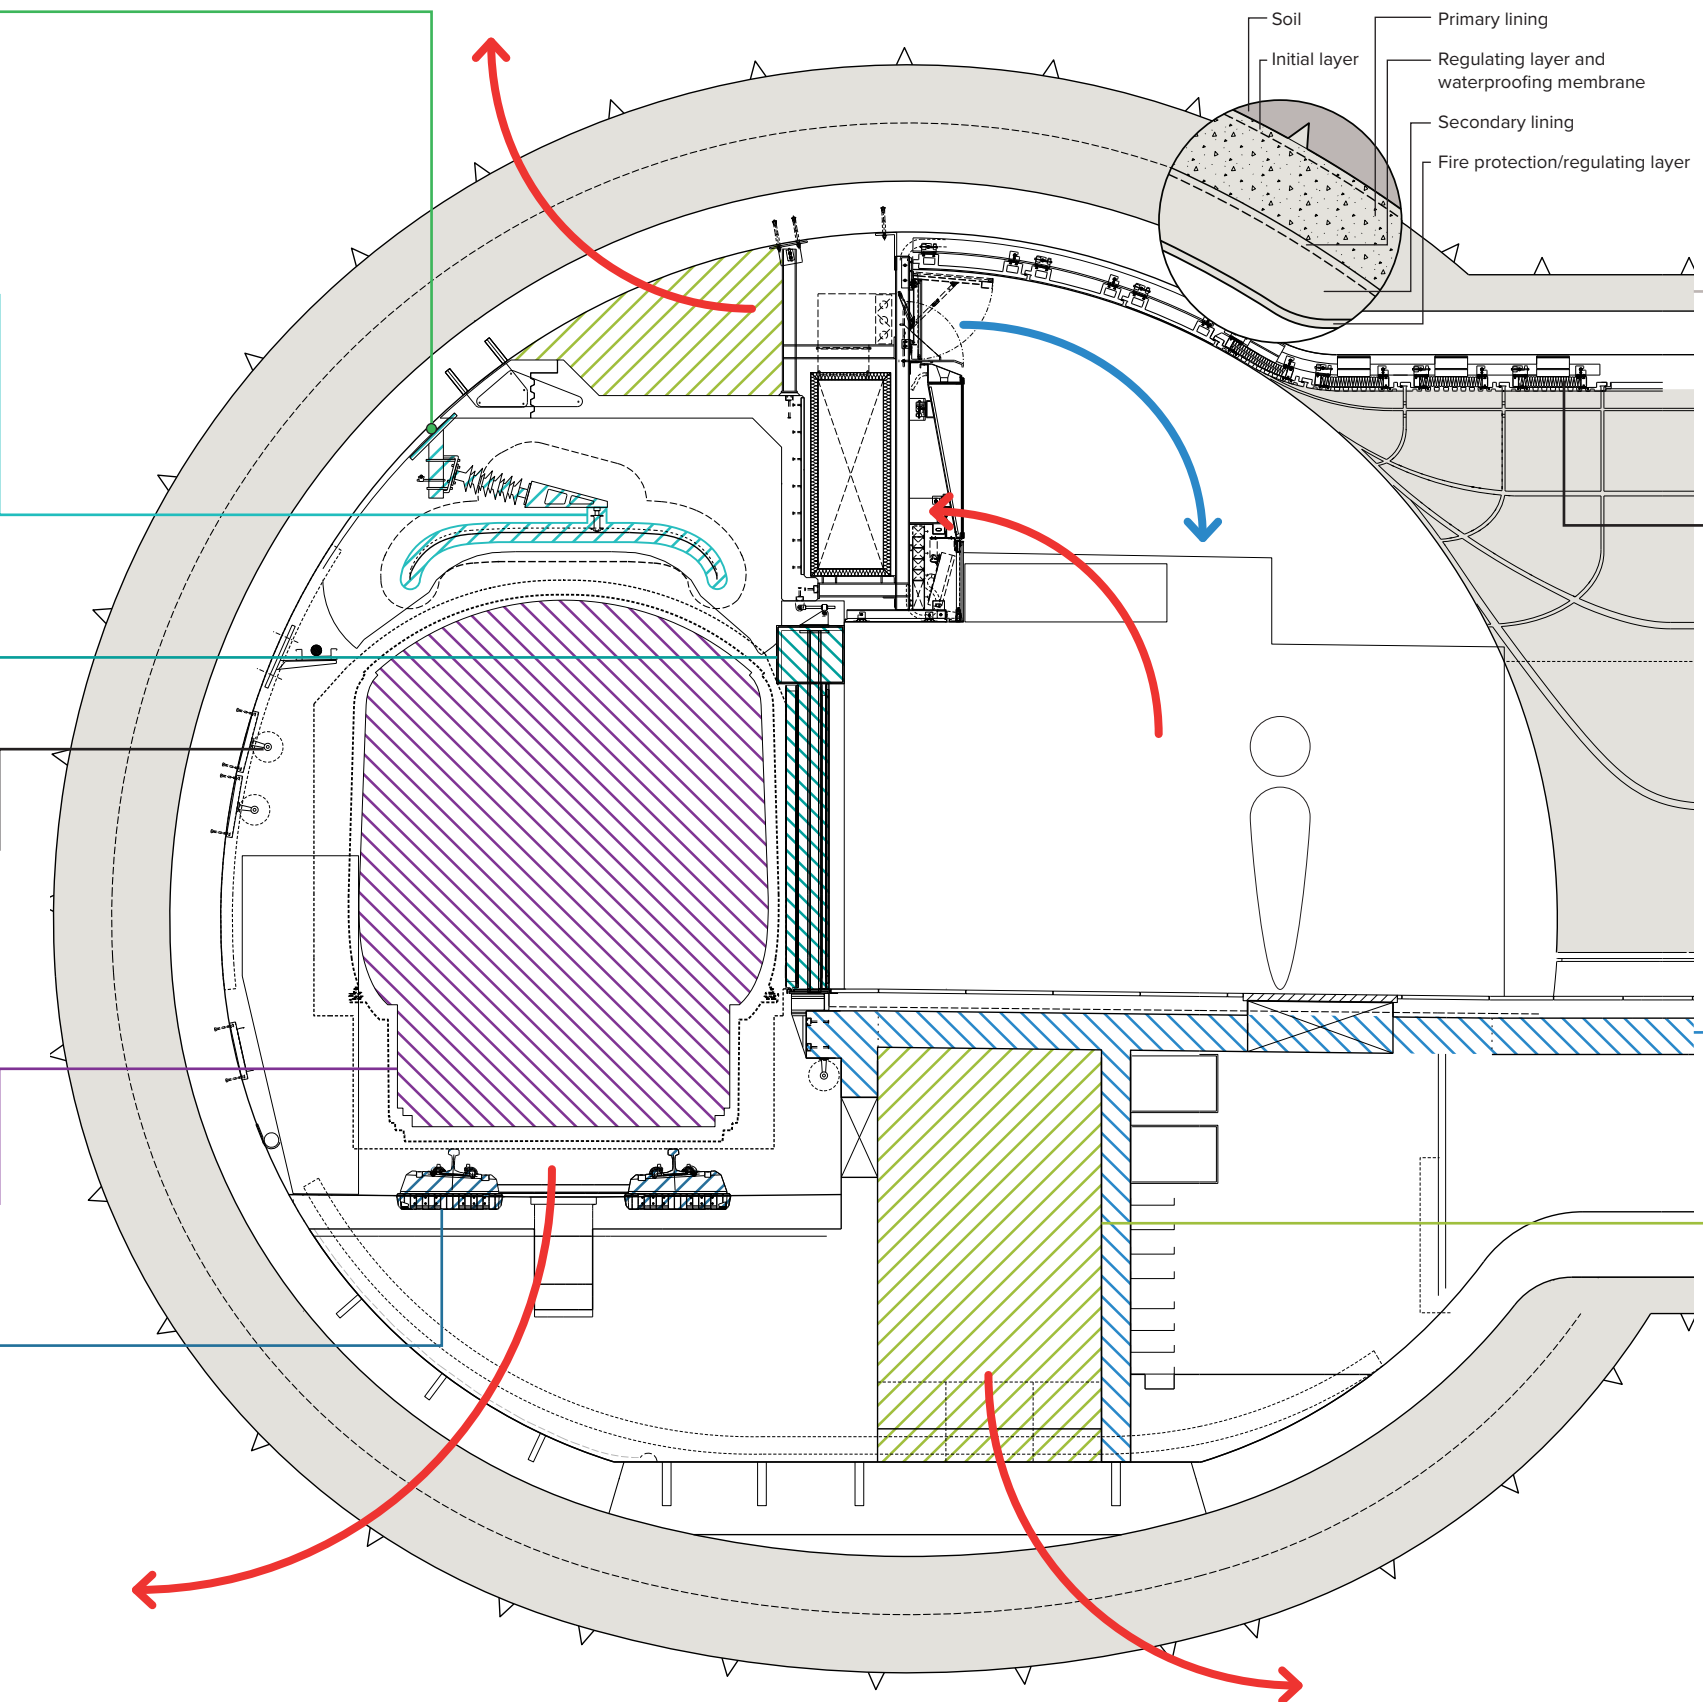 Soil
Initial layer
Primary lining
Regulating layer and
waterproofing membrane
Secondary lining
Fire protection/regulating layer